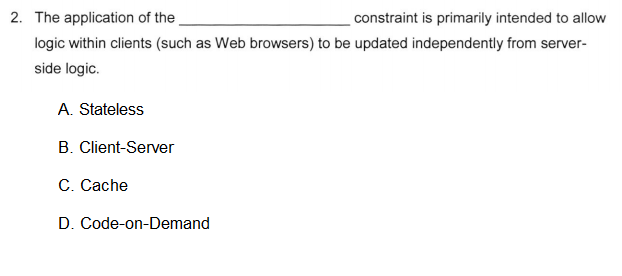 2. The application of the ____________________ constraint is primarily intended to allow
logic within clients (such as Web browsers) to be updated independently from server-
side logic.
A. Stateless
B. Client-Server
C. Cache
D. Code-on-Demand